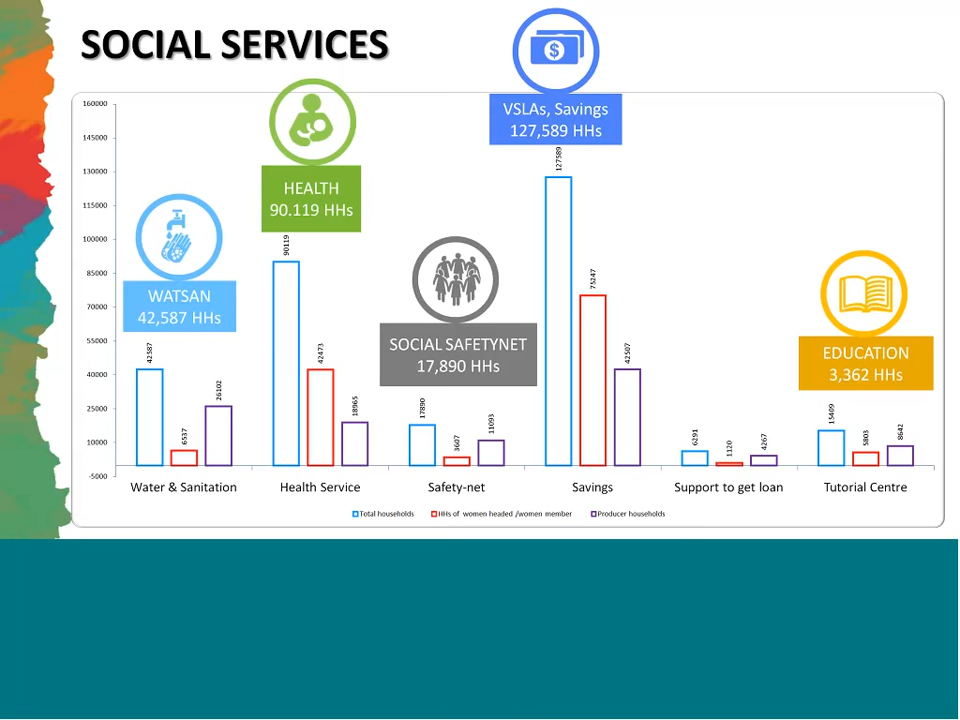 SOCIAL SERVICES
$
VSLAs, Savings
127,589 HHs
HEALTH
90.119 HHs
WATSAN
42,587 HHs
SOCIAL SAFETYNET
17,890 HHs
EDUCATION
3,362 HHs
160000
145000
130000
115000
100000
85000
70000
55000
40000
25000
10000
-5000
42587
6537
26102
90119
42473
18965
17890
3607
11093
127589
75247
42507
6291
1120
4267
15409
5803
8642
Water & Sanitation
Health Service
Safety-net
Savings
Support to get loan
Tutorial Centre
Total households
HHs of women headed /women member
Producer households